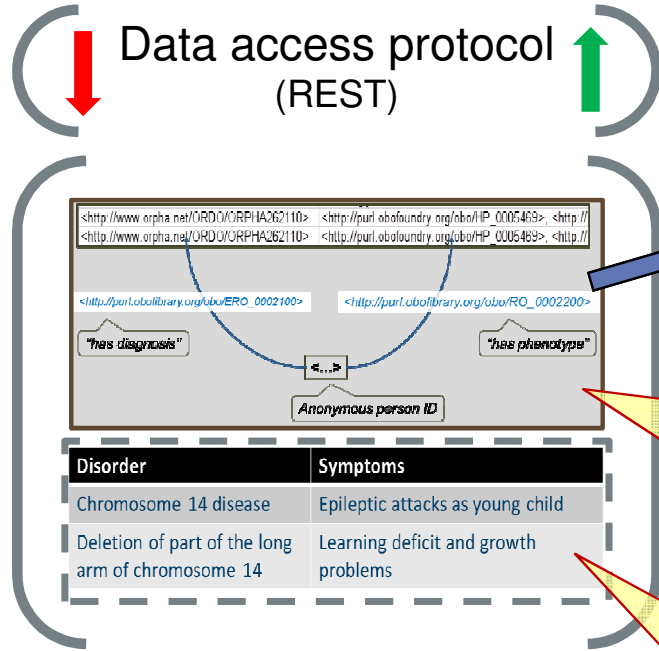 Data access protocol
(REST)
<http://www.orpha.net/ORDO/ORPHA262110> <http://purl.obofoundry.org/obo/HP_0005469>, <http://
<http://www.orpha.net/ORDO/ORPHA262110> <http://purl.obofoundry.org/obo/HP_0005469>, <http://
<http://purl.obolibrary.org/obo/ERO_0002100> <http://purl.obolibrary.org/obo/RO_0002200>
"has diagnosis" "has phenotype"
<...>
Anonymous person ID
Disorder Symptoms
Chromosome 14 disease Epileptic attacks as young child
Deletion of part of the long Learning deficit and growth
arm of chromosome 14 problems